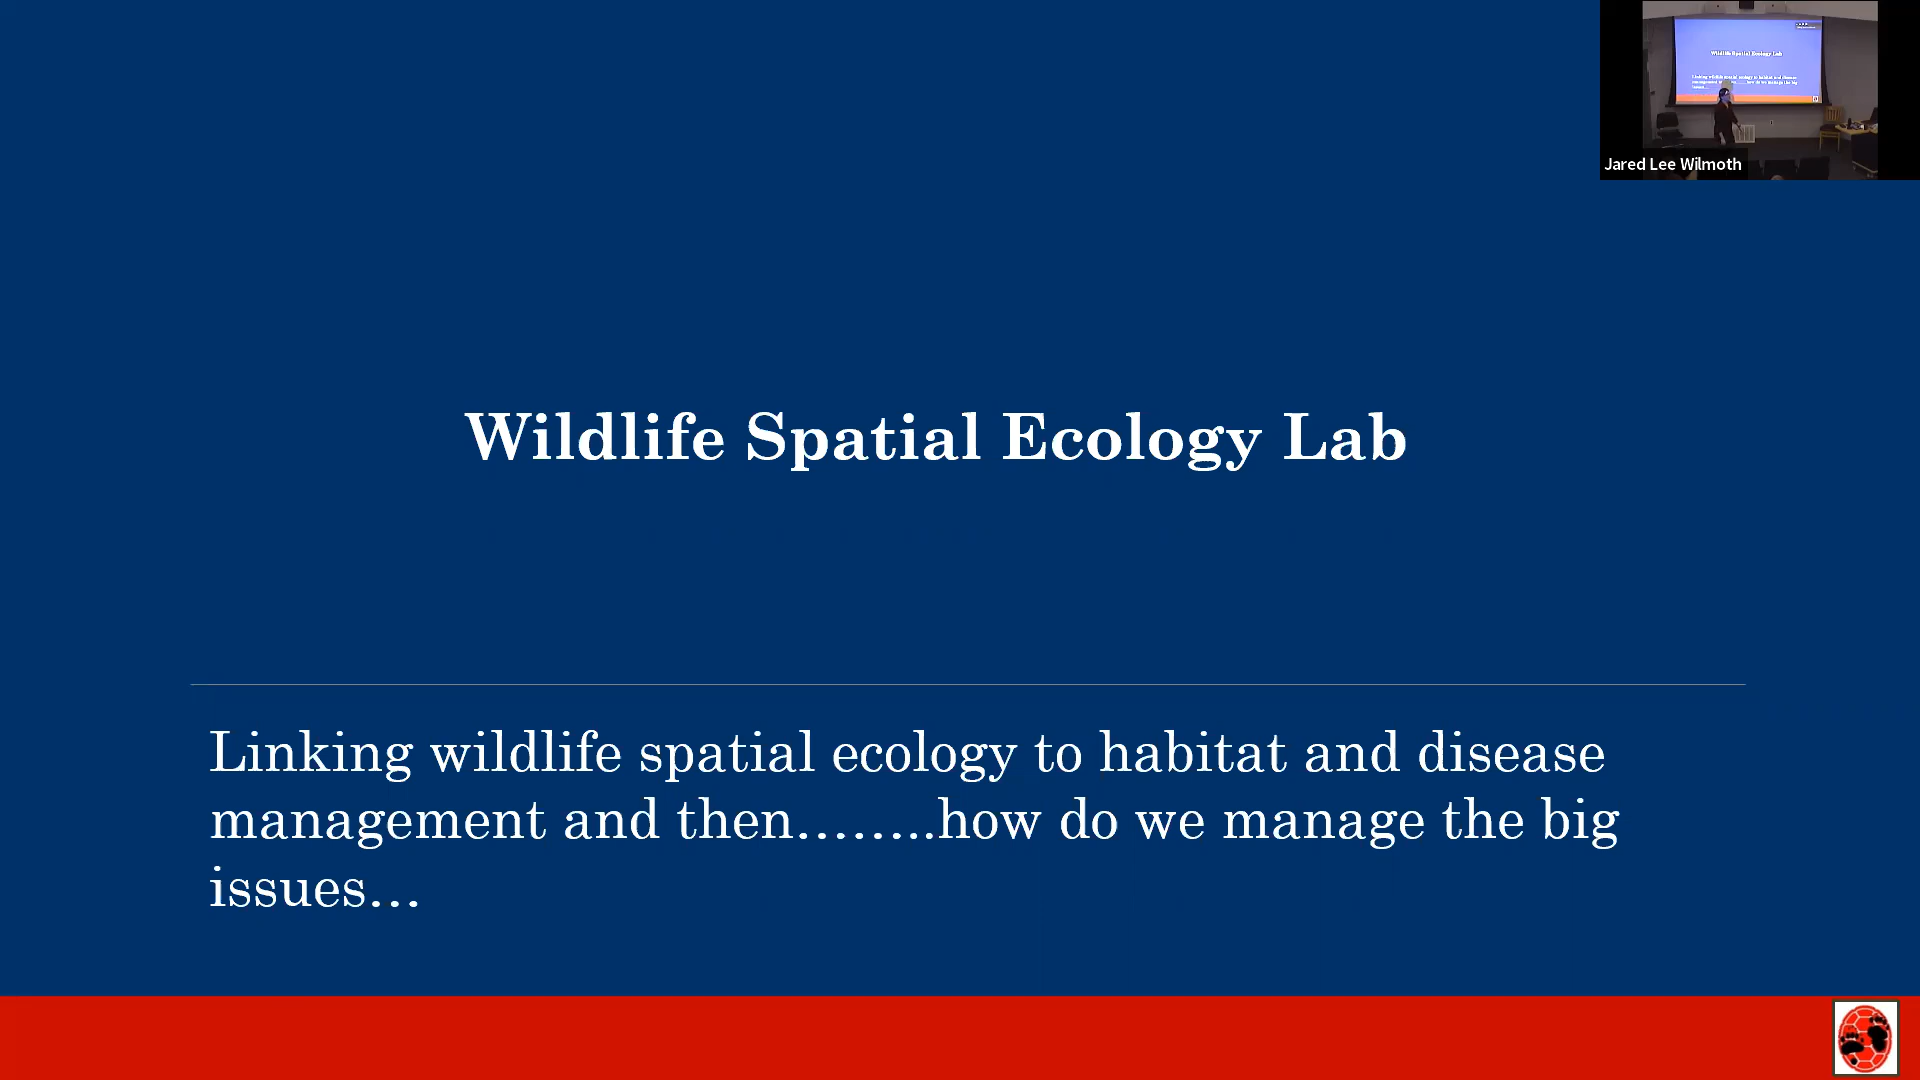 Jared Lee Wilmoth
Wildlife Spatial Ecology Lab
Linking wildlife spatial ecology to habitat and disease
management and then........how do we manage the big
issues...